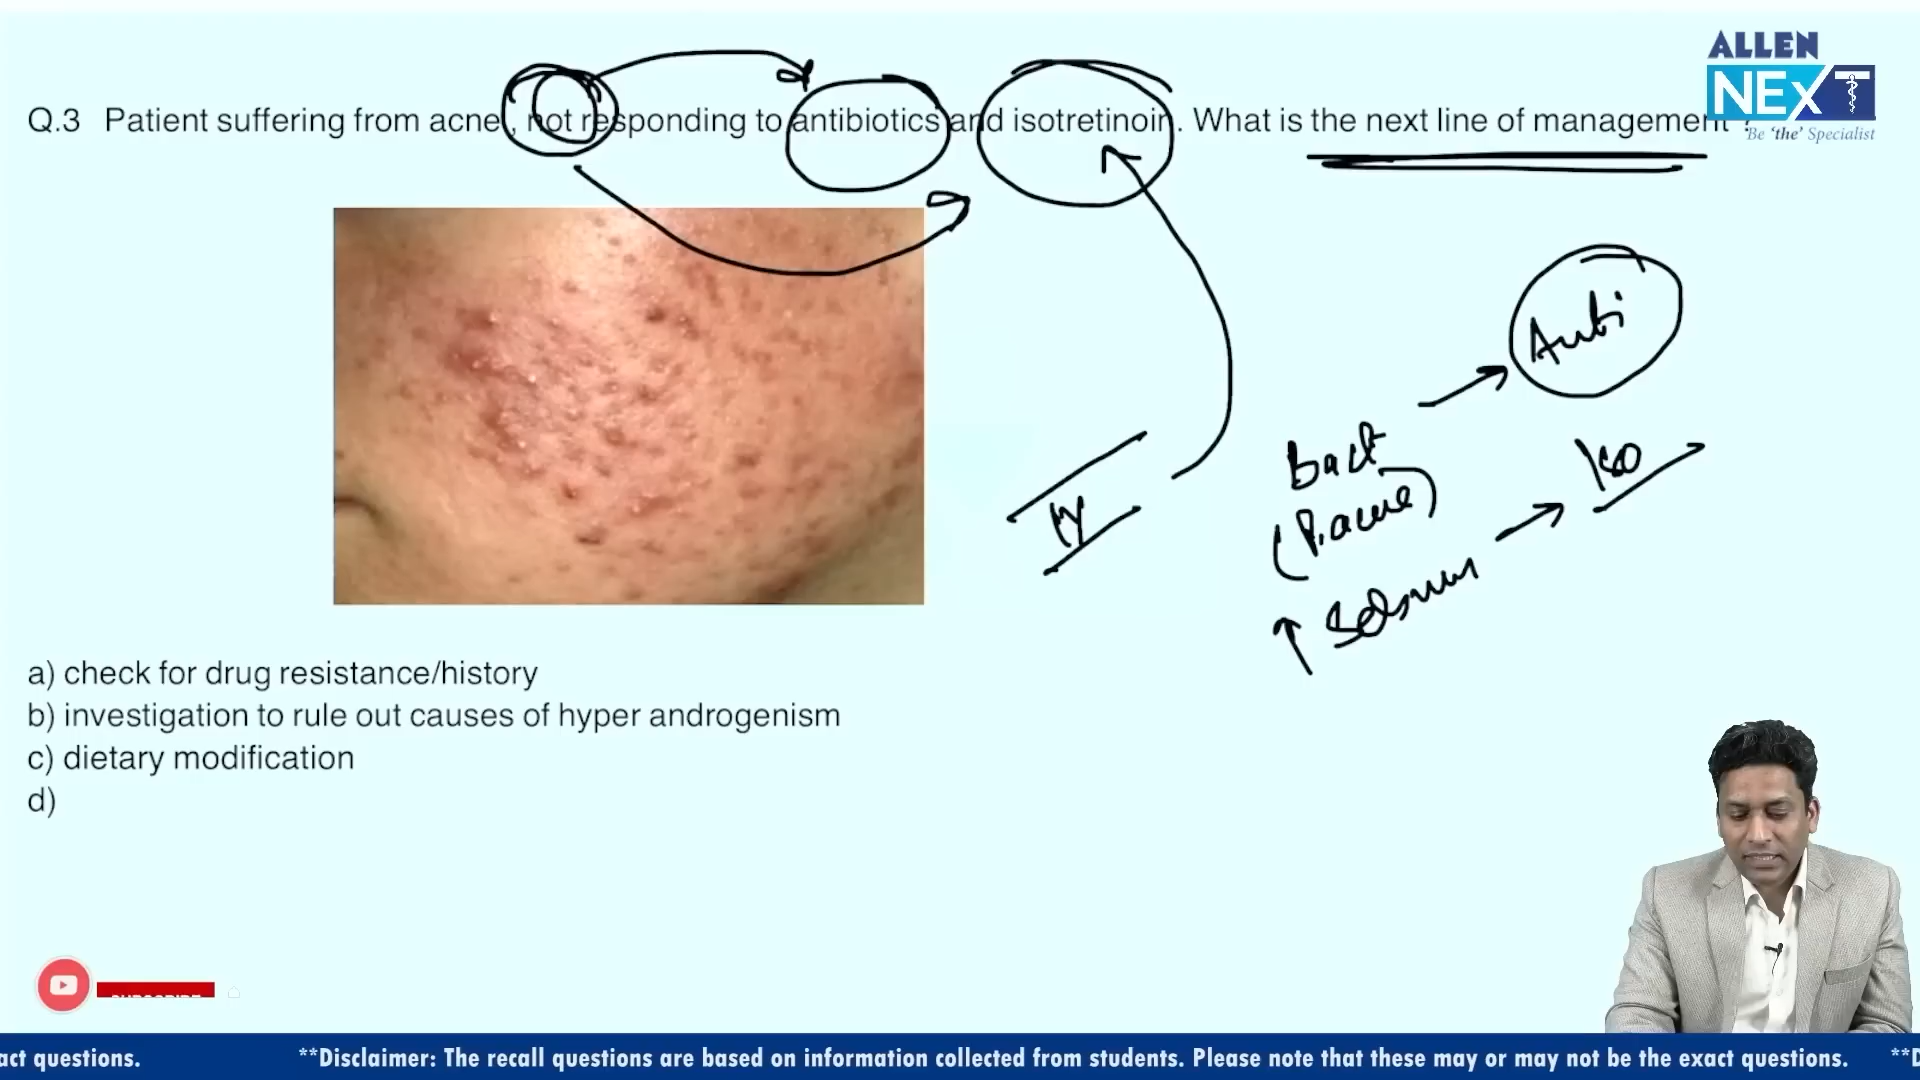 ALLEN
NEXT
Be 'the' Specialist
Q.3 Patient suffering from acne, not responding to antibiotics and isotretinoin. What is the next line of management ?
Anti
Bact
Iso
(P.acne)
↑ Sebum
a) check for drug resistance/history
b) investigation to rule out causes of hyper androgenism
c) dietary modification
d)
SUBSCRIBE
act questions. **Disclaimer: The recall questions are based on information collected from students. Please note that these may or may not be the exact questions. **D